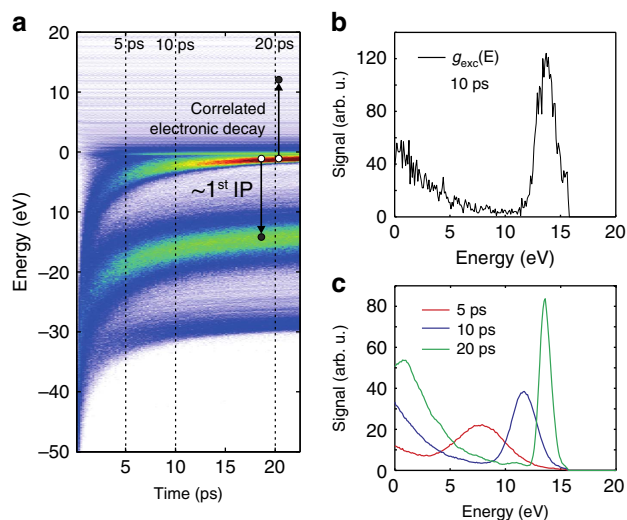 a
5 ps 10 ps 20 ps
20
10
0
−10
−20
−30
−40
−50
Energy (eV)
Correlated
electronic decay
~1st IP
5 10 15 20
Time (ps)
b
120
80
40
0
Signal (arb. u.)
gexc(E)
10 ps
0 5 10 15 20
Energy (eV)
c
80
60
40
20
0
Signal (arb. u.)
5 ps
10 ps
20 ps
0 5 10 15 20
Energy (eV)